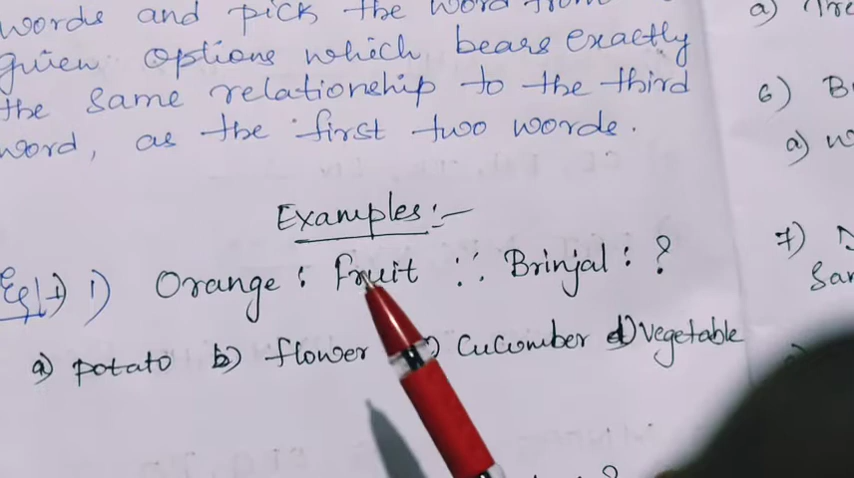 words and pick the word from
given options which bears exactly
the same relationship to the third
word, as the first two words.
Examples:-
1) Orange : Fruit :: Brinjal : ?
a) potato b) flower c) cucumber d) vegetable
a)
6) B
a)
7)
San